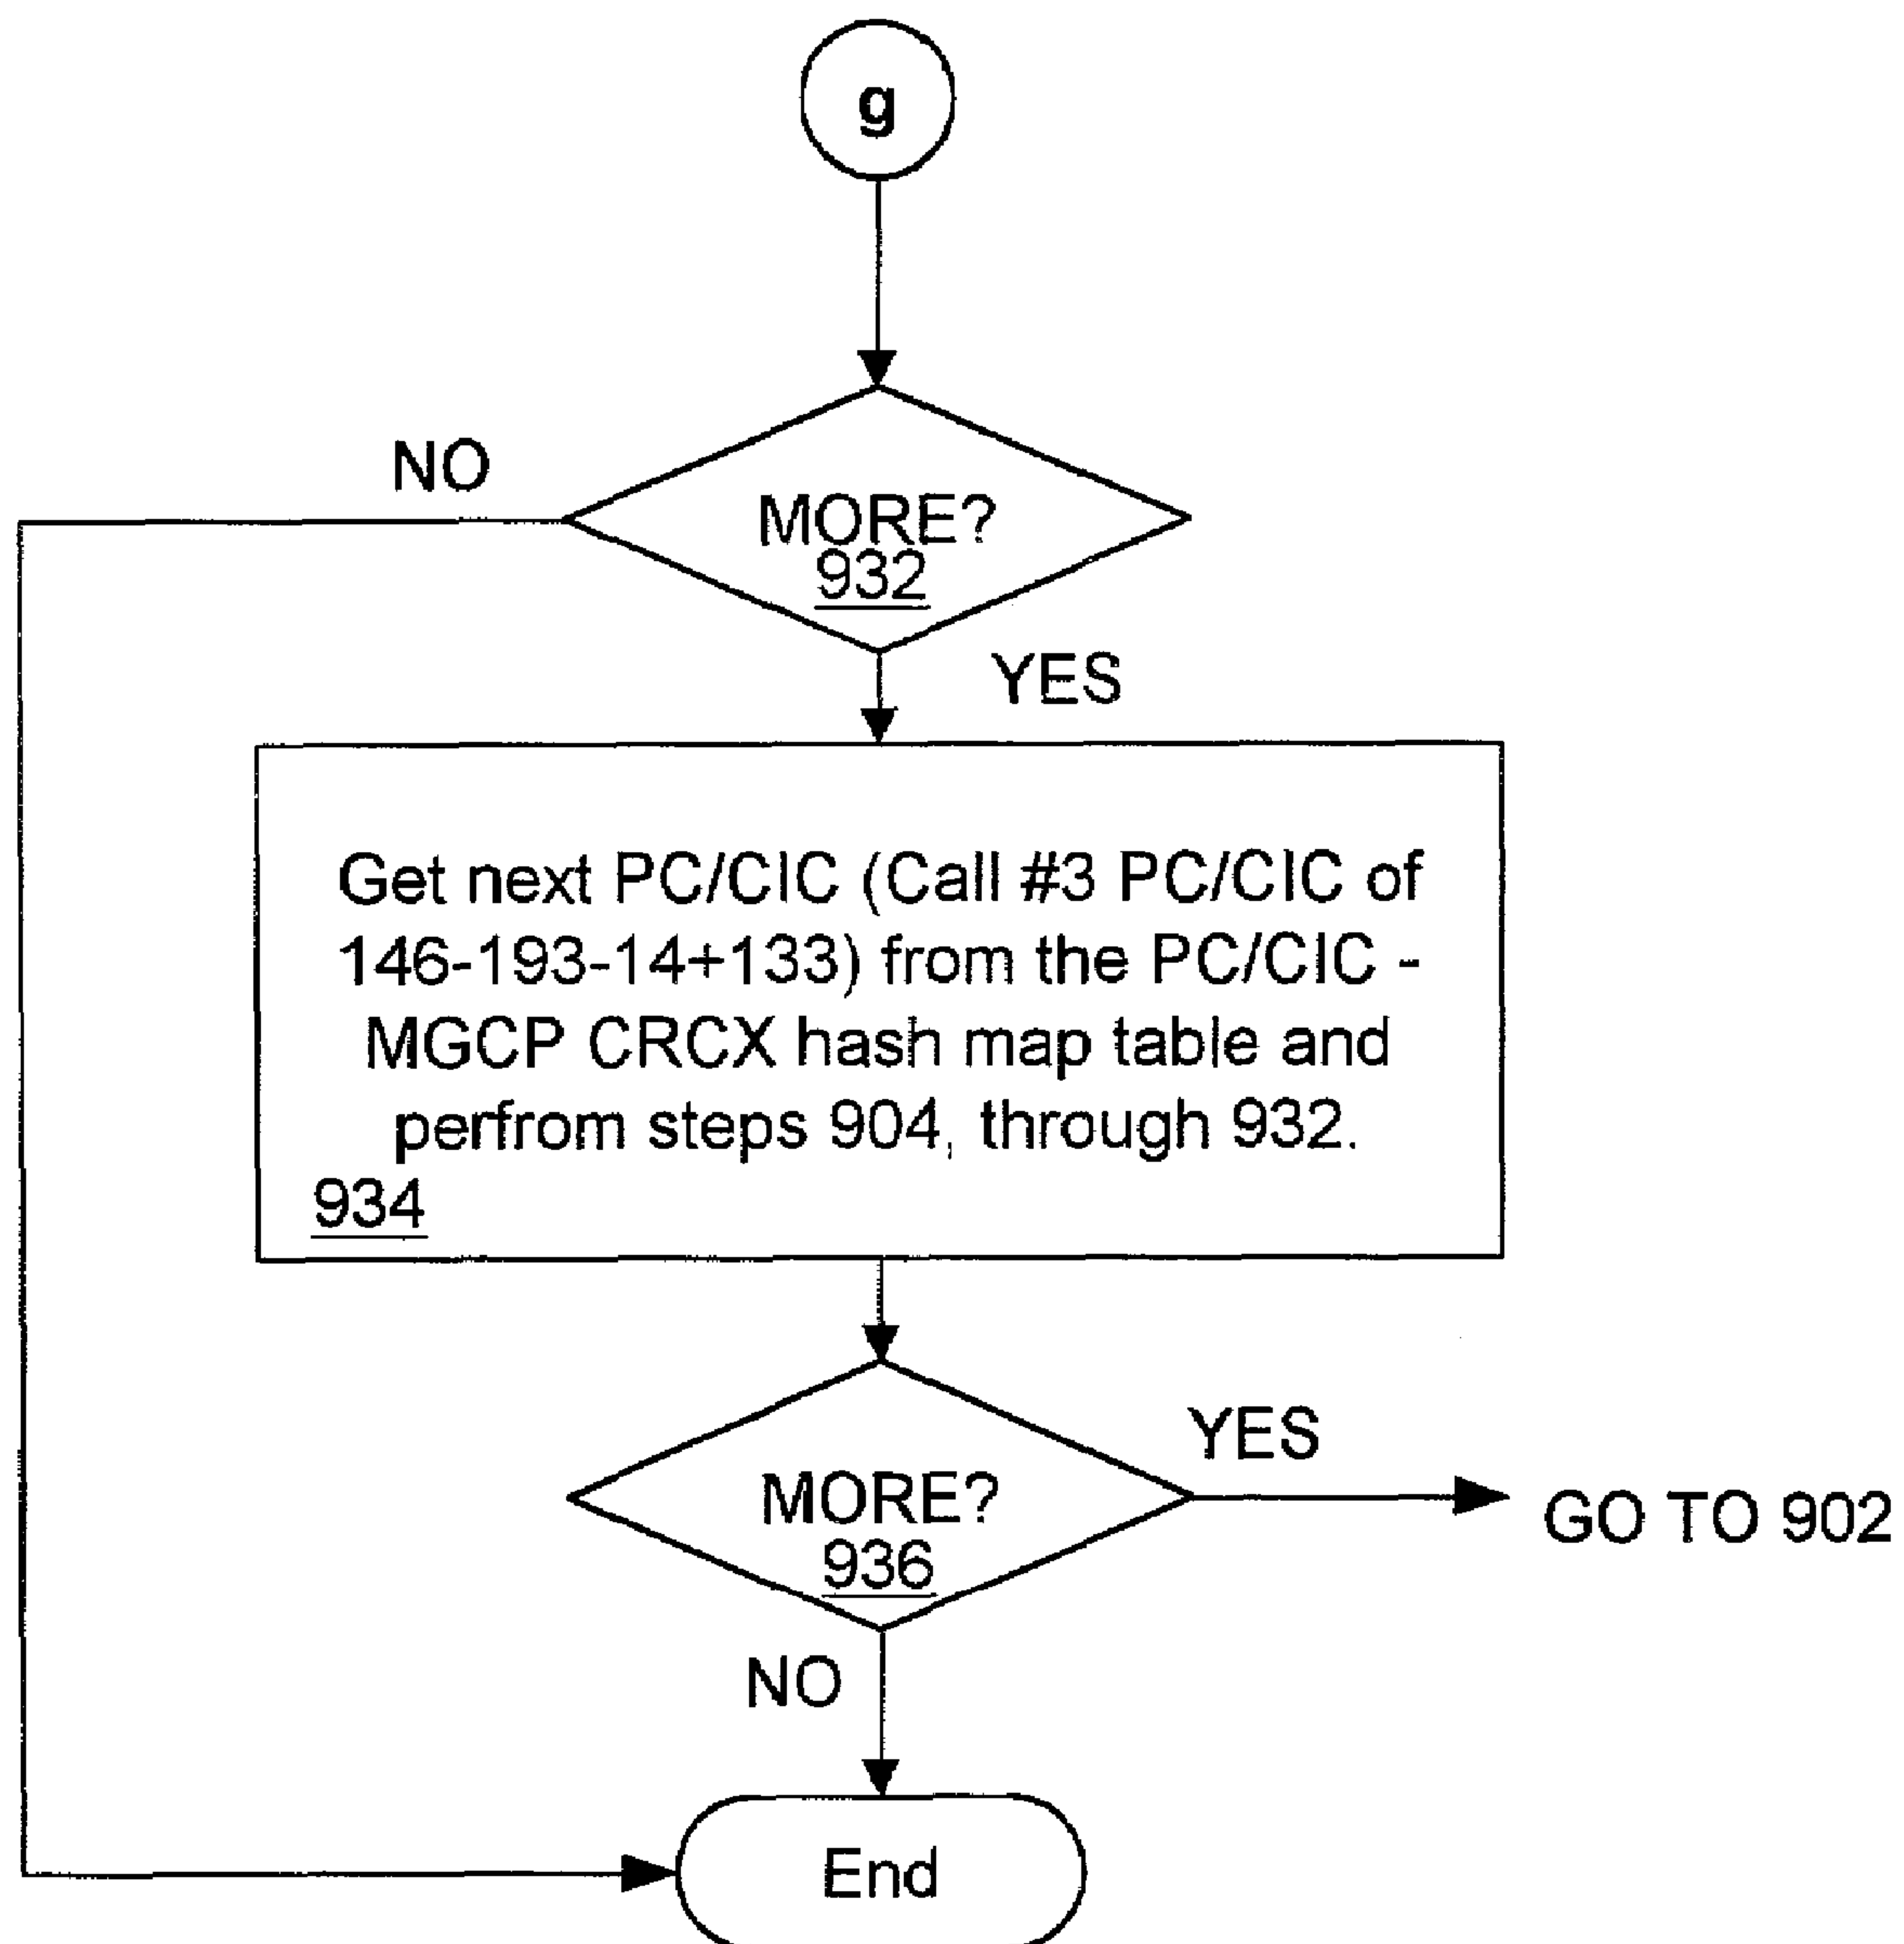 g
NO
MORE?
932
YES
Get next PC/CIC (Call #3 PC/CIC of
146-193-14+133) from the PC/CIC -
MGCP CRCX hash map table and
perfrom steps 904, through 932.
934
YES
MORE?
936
GO TO 902
NO
End